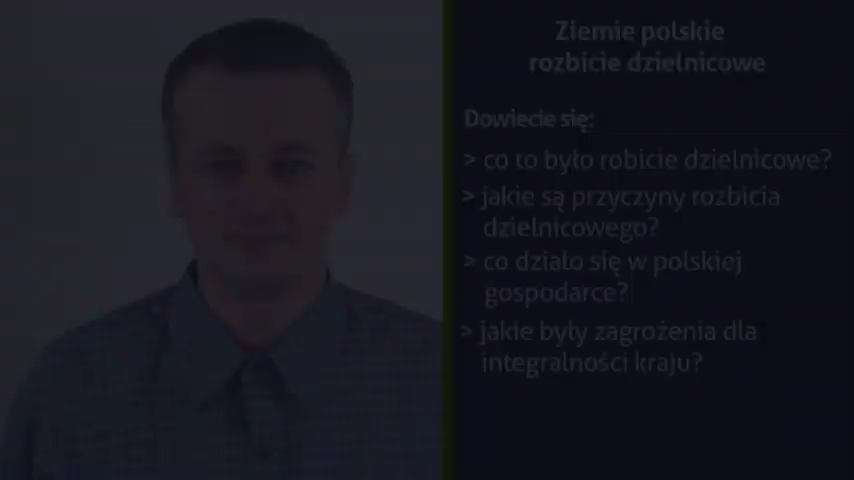 Ziemie polskie
rozbicie dzielnicowe
Dowiecie się:
> co to było robicie dzielnicowe?
> jakie są przyczyny rozbicia
dzielnicowego?
> co działo się w polskiej
gospodarce?
> jakie były zagrożenia dla
integralności kraju?